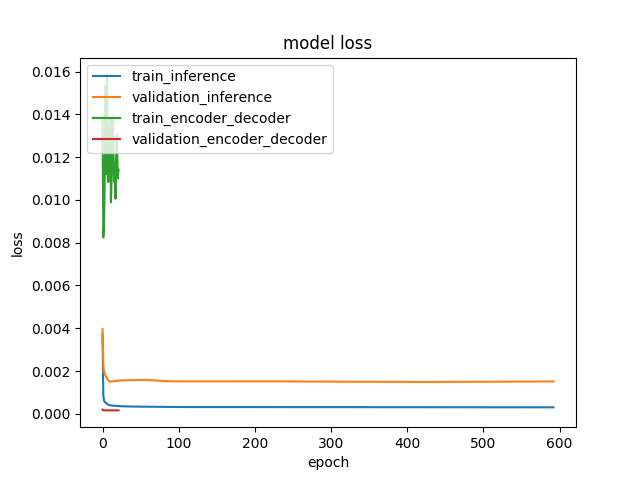 model loss
train_inference
validation_inference
train_encoder_decoder
validation_encoder_decoder
0.016
0.014
0.012
0.010
0.008
0.006
0.004
0.002
0.000
loss
0 100 200 300 400 500 600
epoch